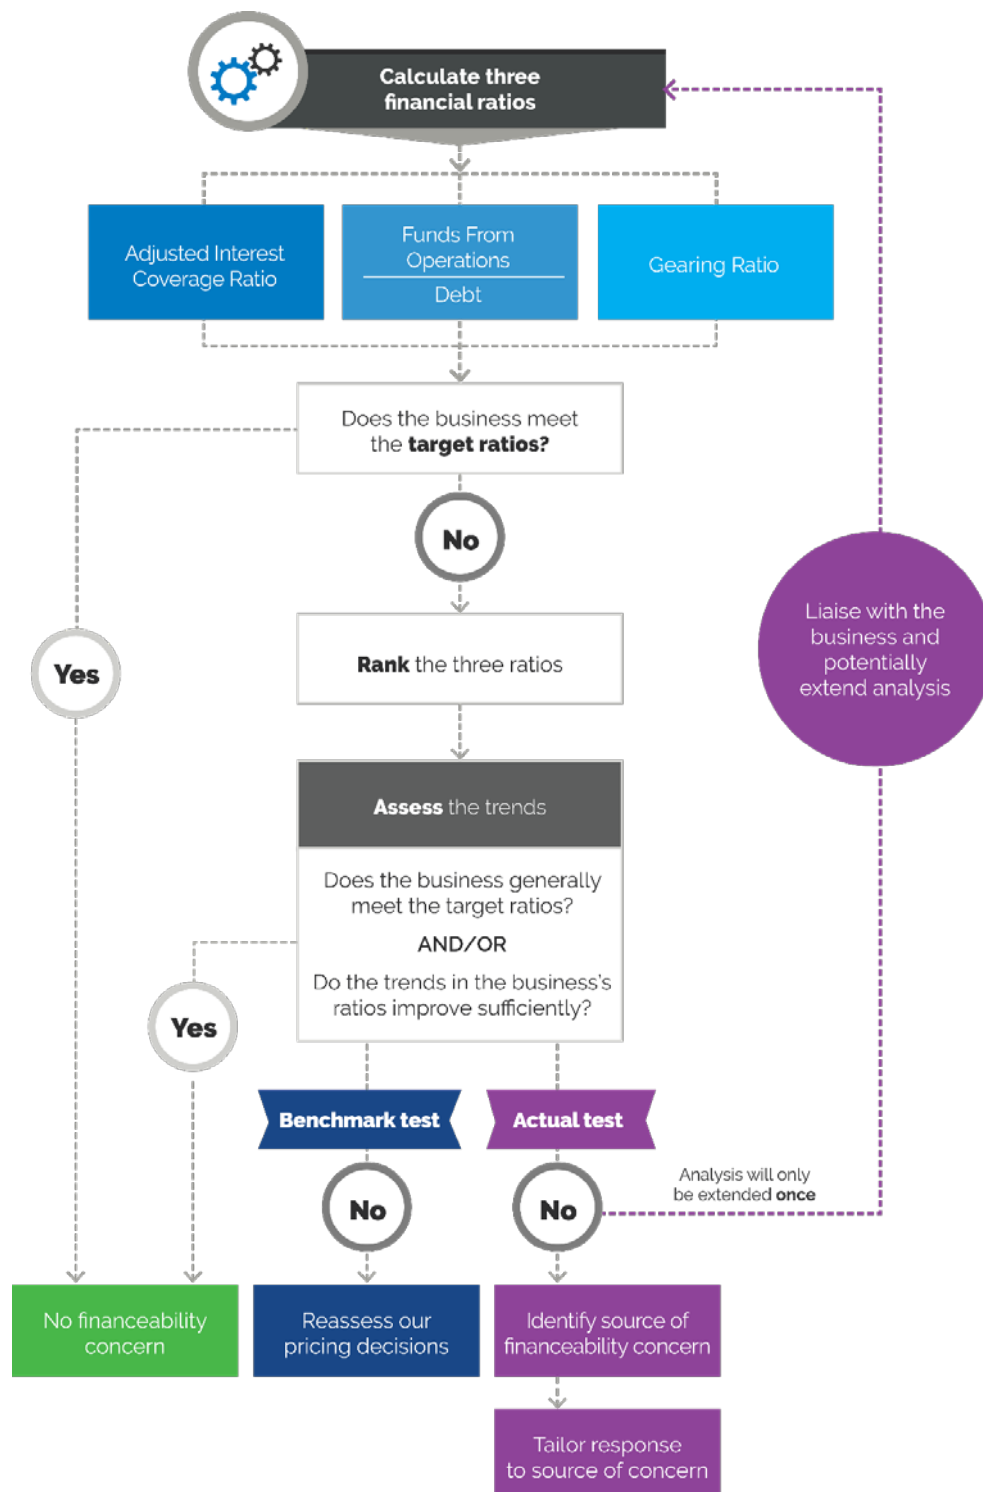 Calculate three
financial ratios
Adjusted Interest
Coverage Ratio
Funds From
Operations
Debt
Gearing Ratio
Does the business meet
the target ratios?
No
Liaise with the
business and
potentially
extend analysis
Yes
Rank the three ratios
Assess the trends
Does the business generally
meet the target ratios?
AND/OR
Do the trends in the business's
ratios improve sufficiently?
Yes
Benchmark test
Actual test
No
No
Analysis will only
be extended once
No financeability
concern
Reassess our
pricing decisions
Identify source of
financeability concern
Tailor response
to source of concern